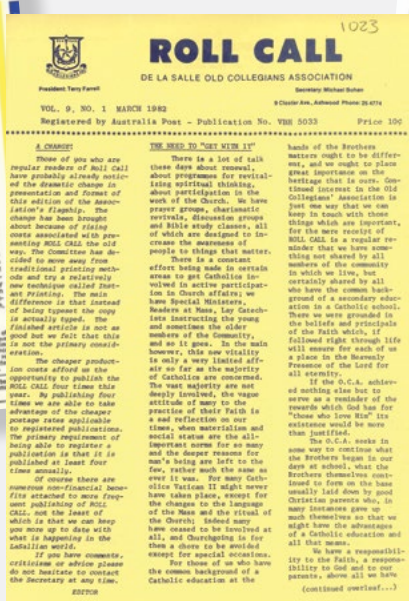 1023
ROLL CALL
DE LA SALLE OLD COLLEGIANS ASSOCIATION
President: Terry Farrell
Secretary: Michael Bohan
9 Closter Ave., Ashwood Phone: 25 4774
VOL. 9, NO. 1 MARCH 1982
Registered by Australia Post - Publication No. VBH 5033 Price 10¢
A CHANGE!
Those of you who are
regular readers of Roll Call
have probably already notic-
ed the dramatic change in
presentation and format of
this edition of the Assoc-
iation's flagship. The
change has been brought
about because of rising
costs associated with pre-
senting ROLL CALL the old
way. The Committee has de-
cided to move away from
traditional printing meth-
ods and try a relatively
new technique called Inst-
ant Printing. The main
difference is that instead
of being typeset the copy
is actually typed. The
finished article is not as
good but we felt that this
is not the primary consid-
eration.
The cheaper product-
ion costs afford us the
opportunity to publish the
ROLL CALL four times this
year. By publishing four
times we are able to take
advantage of the cheaper
postage rates applicable
to registered publications.
The primary requirement of
being able to register a
publication is that it is
published at least four
times annually.
Of course there are
numerous non-financial bene-
fits attached to more freq-
uent publishing of ROLL
CALL, not the least of
which is that we can keep
you more up to date with
what is happening in the
LaSallian world.
If you have comments,
criticisms or advice please
do not hesitate to contact
the Secretary at any time.
EDITOR
THE NEED TO "GET WITH IT"
There is a lot of talk
these days about renewal,
about programmes for revital-
izing spiritual thinking,
about participation in the
work of the Church. We have
prayer groups, charismatic
revivals, discussion groups
and Bible study classes, all
of which are designed to in-
crease the awareness of
people to things that matter.
There is a constant
effort being made in certain
areas to get Catholics in-
volved in active participat-
ion in Church affairs; we
have Special Ministers,
Readers at Mass, Lay Catech-
ists instructing the young
and sometimes the older
members of the Community,
and so it goes. In the main
however, this new vitality
is only a very limited aff-
air so far as the majority
of Catholics are concerned.
The vast majority are not
deeply involved, the vague
attitude of many to the
practice of their Faith is
a sad reflection on our
times, when materialism and
social status are the all-
important norms for so many
and the deeper reasons for
man's being are left to the
few, rather much the same as
ever it was. For many Cath-
olics Vatican II might never
have taken place, except for
the changes to the language
of the Mass and the ritual of
the Church; indeed many
have ceased to be involved at
all, and Churchgoing is for
them a chore to be avoided
except for special occasions.
For those of us who have
the common background of a
Catholic education at the
hands of the Brothers
matters ought to be differ-
ent, and we ought to place
great importance on the
heritage that is ours. Con-
tinued interest in the Old
Collegians' Association is
just one way that we can
keep in touch with those
things which are important,
for the mere receipt of
ROLL CALL is a regular re-
minder that we have some-
thing not shared by all
members of the community
in which we live, but
certainly shared by all
who have the common back-
ground of a secondary educ-
ation in a Catholic school.
There we were grounded in
the beliefs and principals
of the Faith which, if
followed right through life
will ensure for each of us
a place in the Heavenly
Presence of the Lord for
all eternity.
If the O.C.A. achiev-
ed nothing else but to
serve as a reminder of the
rewards which God has for
"those who love Him" its
existence would be more
than justified.
The O.C.A. seeks in
some way to continue what
the Brothers began in our
days at school, what the
Brothers themselves cont-
inued to form on the base
usually laid down by good
Christian parents who, in
many instances gave up
much themselves so that we
might have the advantages
of a Catholic education and
all that means.
We have a responsibil-
ity to the Faith, a respons-
ibility to God and to our
parents, above all we have
(continued overleaf...)